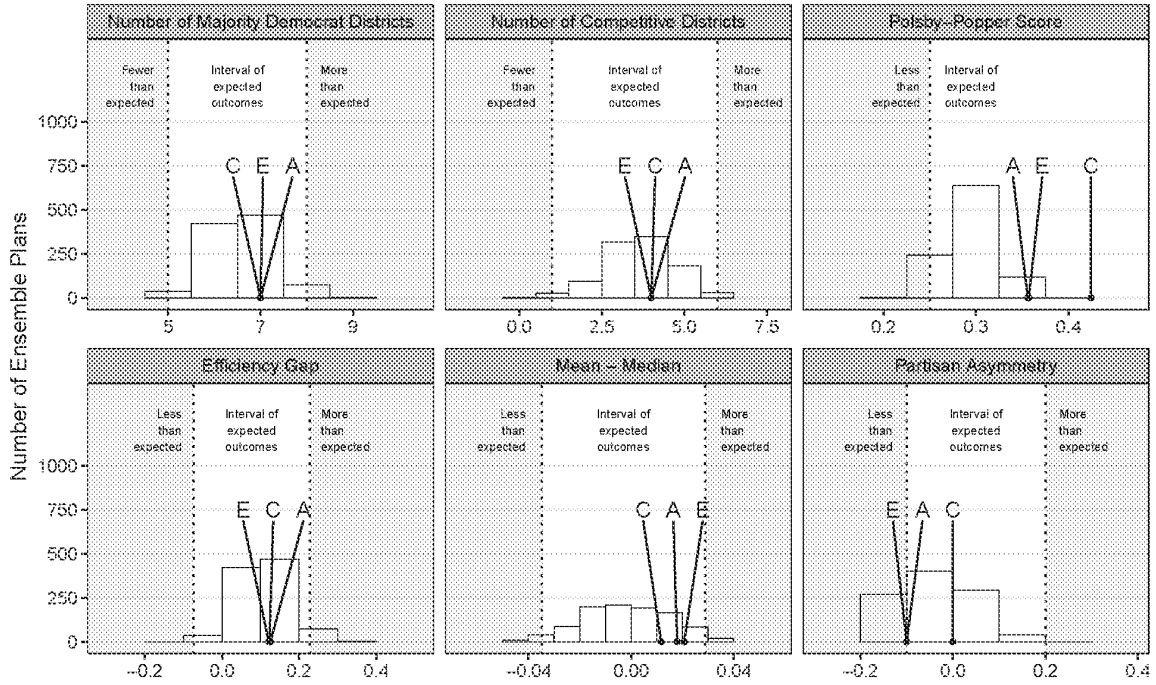 Number of Majority Democrat Districts
Number of Competitive Districts
Polsby–Popper Score
Fewer
than
expected
Interval of
expected
outcomes
More
than
expected
Fewer
than
expected
Interval of
expected
outcomes
More
than
expected
Less
than
expected
Interval of
expected
outcomes
Number of Ensemble Plans
1000
750
500
250
0
C E A
E C A
A E C
5 7 9
0.0 2.5 5.0 7.5
0.2 0.3 0.4
Efficiency Gap
Mean – Median
Partisan Asymmetry
Less
than
expected
Interval of
expected
outcomes
More
than
expected
Less
than
expected
Interval of
expected
outcomes
More
than
expected
Less
than
expected
Interval of
expected
outcomes
More
than
expected
1000
750
500
250
0
E C A
C A E
E A C
−0.2 0.0 0.2 0.4
−0.04 0.00 0.04
−0.2 0.0 0.2 0.4